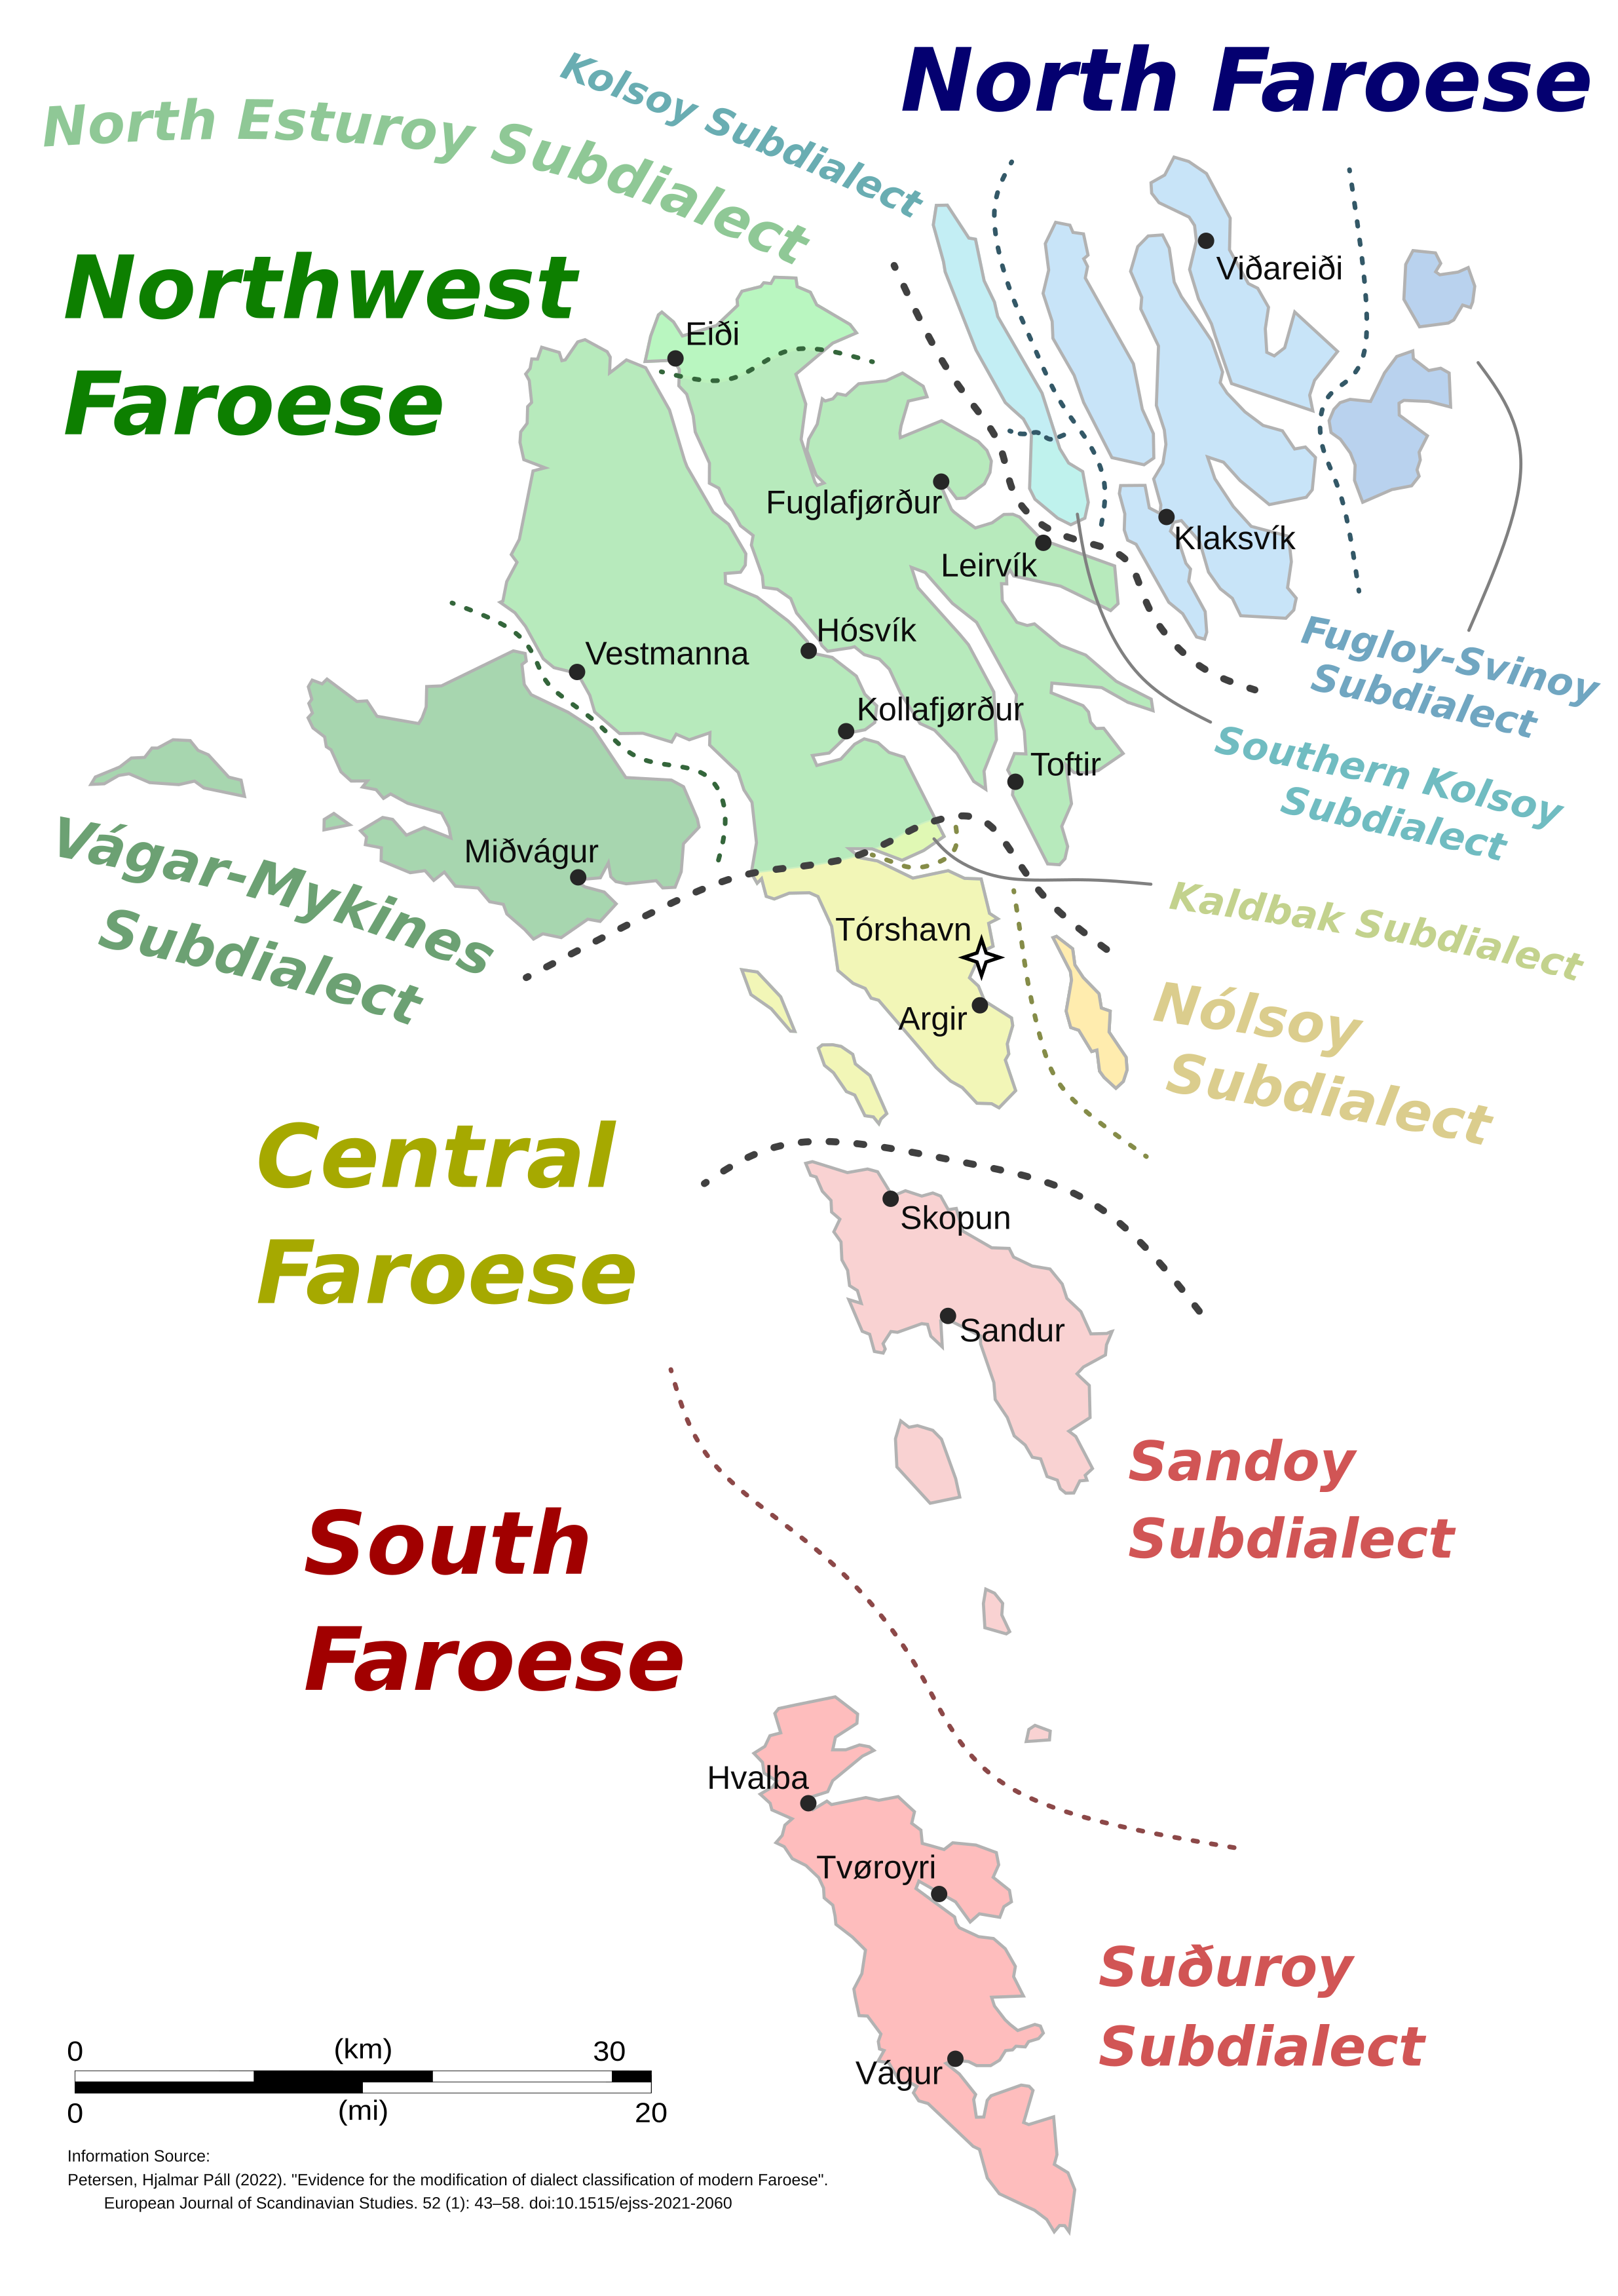 North Faroese
Kolsoy Subdialect
North Esturoy Subdialect
Northwest
Faroese
Viðareiði
Eiði
Fuglafjørður
Klaksvík
Leirvík
Hósvík
Vestmanna
Fugloy-Svinoy
Subdialect
Kollafjørður
Southern Kolsoy
Subdialect
Toftir
Vágar-Mykines
Subdialect
Miðvágur
Kaldbak Subdialect
Tórshavn
Argir
Nólsoy
Subdialect
Central
Faroese
Skopun
Sandur
Sandoy
Subdialect
South
Faroese
Hvalba
Tvøroyri
Suðuroy
Subdialect
Vágur
0 (km) 30
0 (mi) 20
Information Source:
Petersen, Hjalmar Páll (2022). "Evidence for the modification of dialect classification of modern Faroese".
European Journal of Scandinavian Studies. 52 (1): 43–58. doi:10.1515/ejss-2021-2060